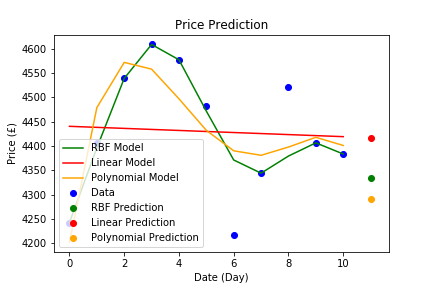 Price Prediction
Price (£)
4600
4550
4500
4450
4400
4350
4300
4250
4200
RBF Model
Linear Model
Polynomial Model
Data
RBF Prediction
Linear Prediction
Polynomial Prediction
0
2
4
6
8
10
Date (Day)